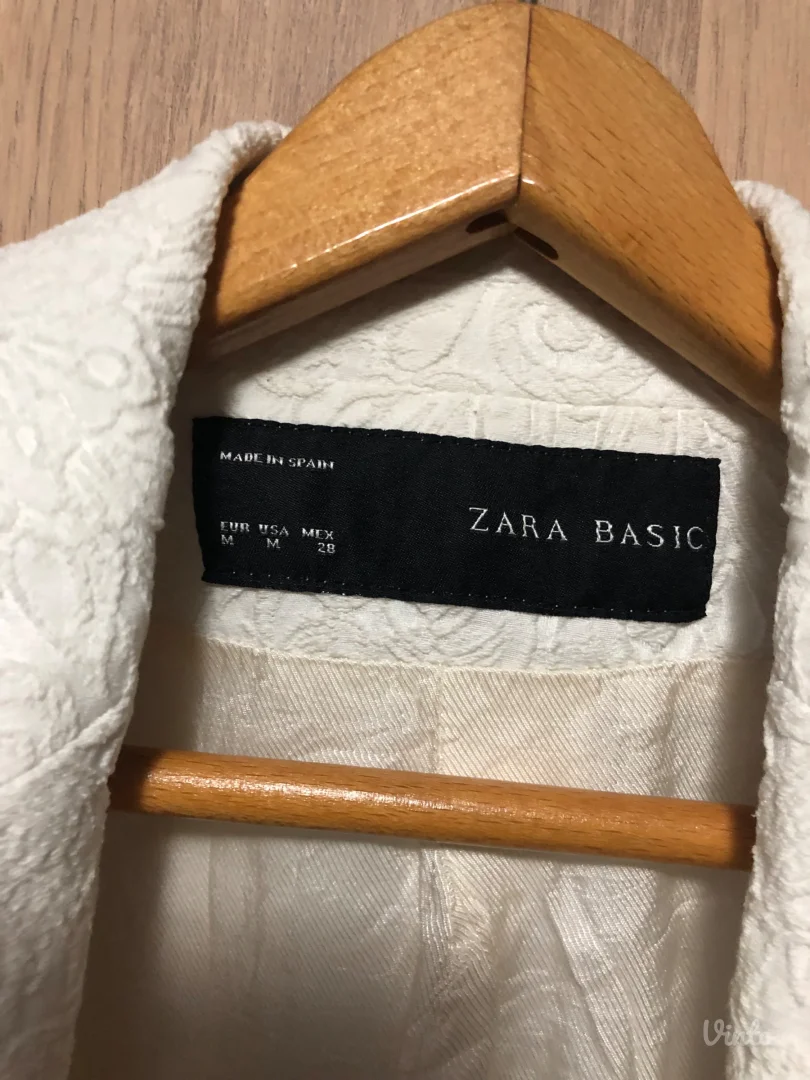 MADE IN SPAIN
EUR USA MEX
M M 28
ZARA BASIC